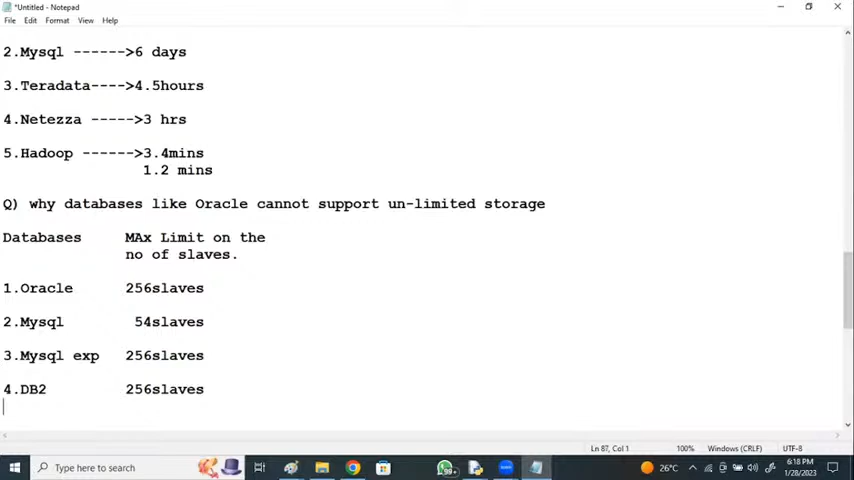 *Untitled - Notepad
File Edit Format View Help
2.Mysql ------>6 days
3.Teradata---->4.5hours
4.Netezza ----->3 hrs
5.Hadoop ------>3.4mins
1.2 mins
Q) why databases like Oracle cannot support un-limited storage
Databases MAx Limit on the
no of slaves.
1.Oracle 256slaves
2.Mysql 54slaves
3.Mysql exp 256slaves
4.DB2 256slaves
Ln 87, Col 1 100% Windows (CRLF) UTF-8
Type here to search 99+ 26°C 6:18 PM
1/28/2023